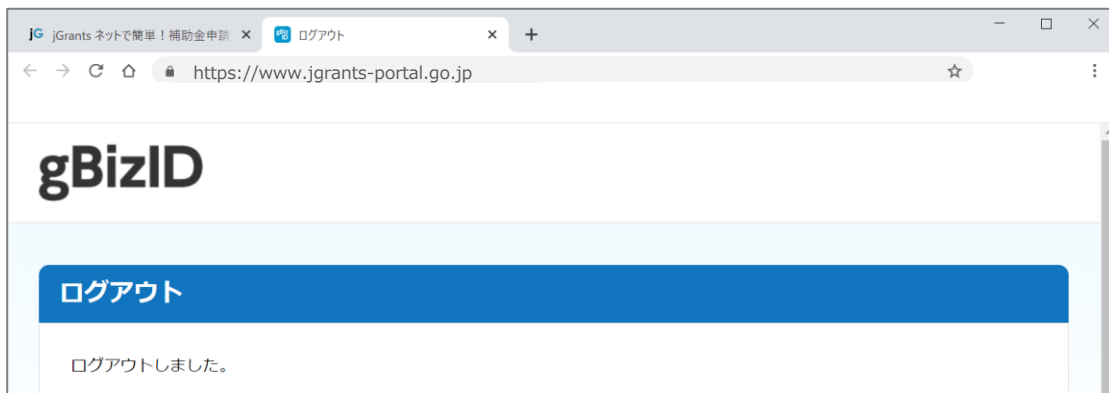 jG jGrants ネットで簡単！補助金申請
gBizID ログアウト
https://www.jgrants-portal.go.jp
gBizID
ログアウト
ログアウトしました。